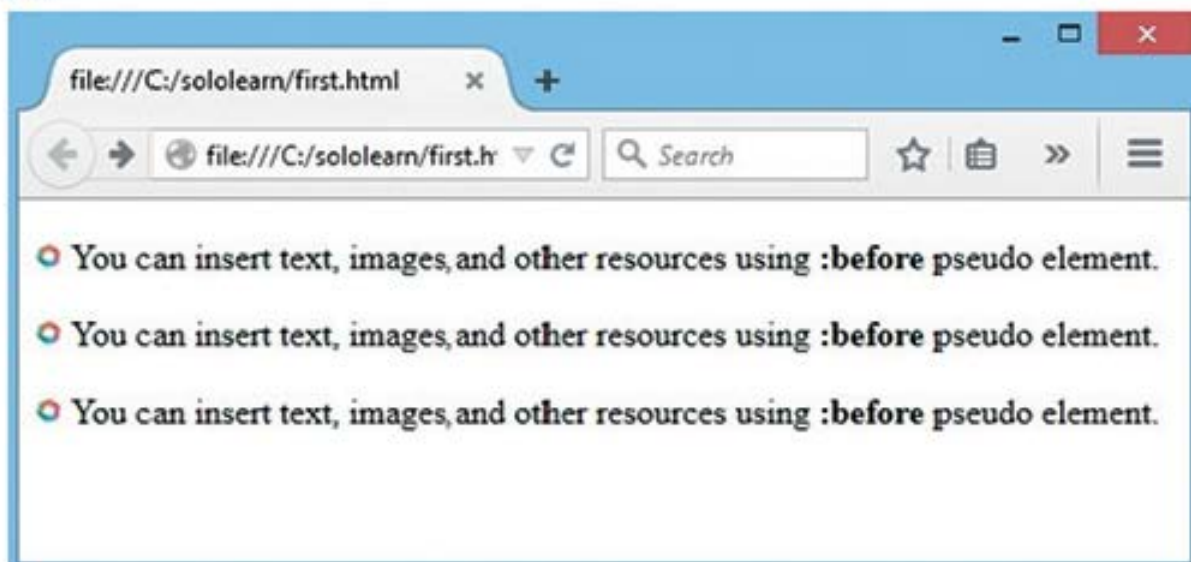 file:///C:/sololearn/first.html
file:///C:/sololearn/first.h
Search
You can insert text, images, and other resources using :before pseudo element.
You can insert text, images, and other resources using :before pseudo element.
You can insert text, images, and other resources using :before pseudo element.